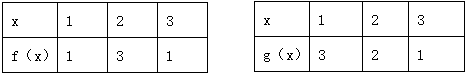 x 1 2 3
f（x） 1 3 1
x 1 2 3
g（x） 3 2 1